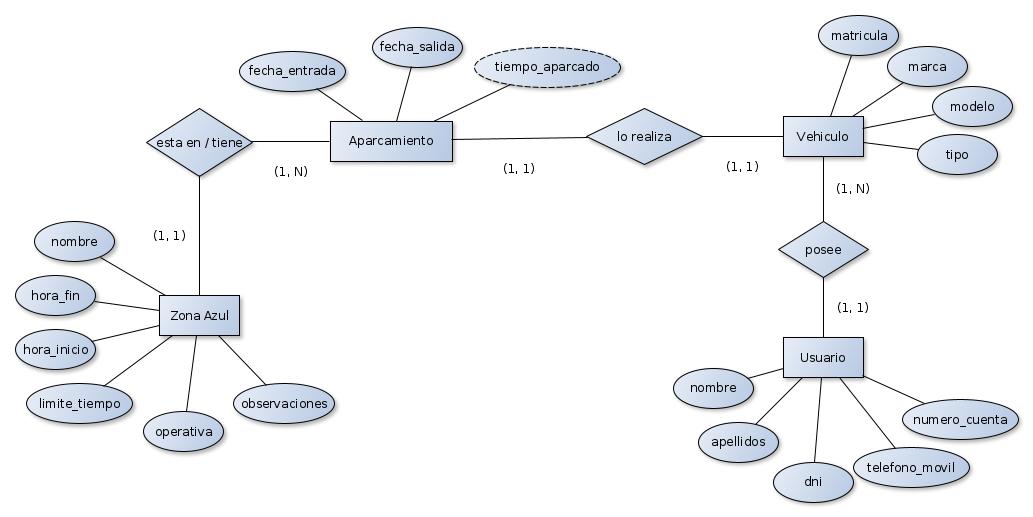 matricula
fecha_salida
marca
tiempo_aparcado
fecha_entrada
modelo
lo realiza
Vehiculo
esta en / tiene
Aparcamiento
tipo
(1, 1)
(1, 1)
(1, N)
(1, N)
(1, 1)
nombre
posee
hora_fin
(1, 1)
Zona Azul
hora_inicio
Usuario
nombre
limite_tiempo
observaciones
numero_cuenta
operativa
apellidos
telefono_movil
dni